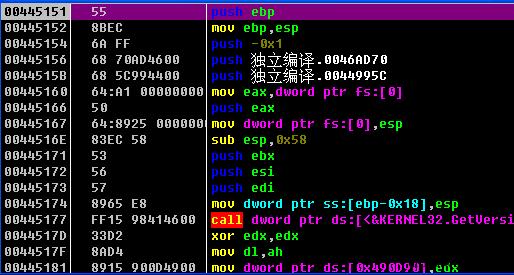 00445151 55 push ebp
00445152 8BEC mov ebp,esp
00445154 6A FF push -0x1
00445156 68 70AD4600 push 独立编译.0046AD70
0044515B 68 5C994400 push 独立编译.0044995C
00445160 64:A1 00000000 mov eax,dword ptr fs:[0]
00445166 50 push eax
00445167 64:8925 0000000 mov dword ptr fs:[0],esp
0044516E 83EC 58 sub esp,0x58
00445171 53 push ebx
00445172 56 push esi
00445173 57 push edi
00445174 8965 E8 mov dword ptr ss:[ebp-0x18],esp
00445177 FF15 98414600 call dword ptr ds:[<&KERNEL32.GetVersi
0044517D 33D2 xor edx,edx
0044517F 8AD4 mov dl,ah
00445181 8915 900D4900 mov dword ptr ds:[0x490D90],edx